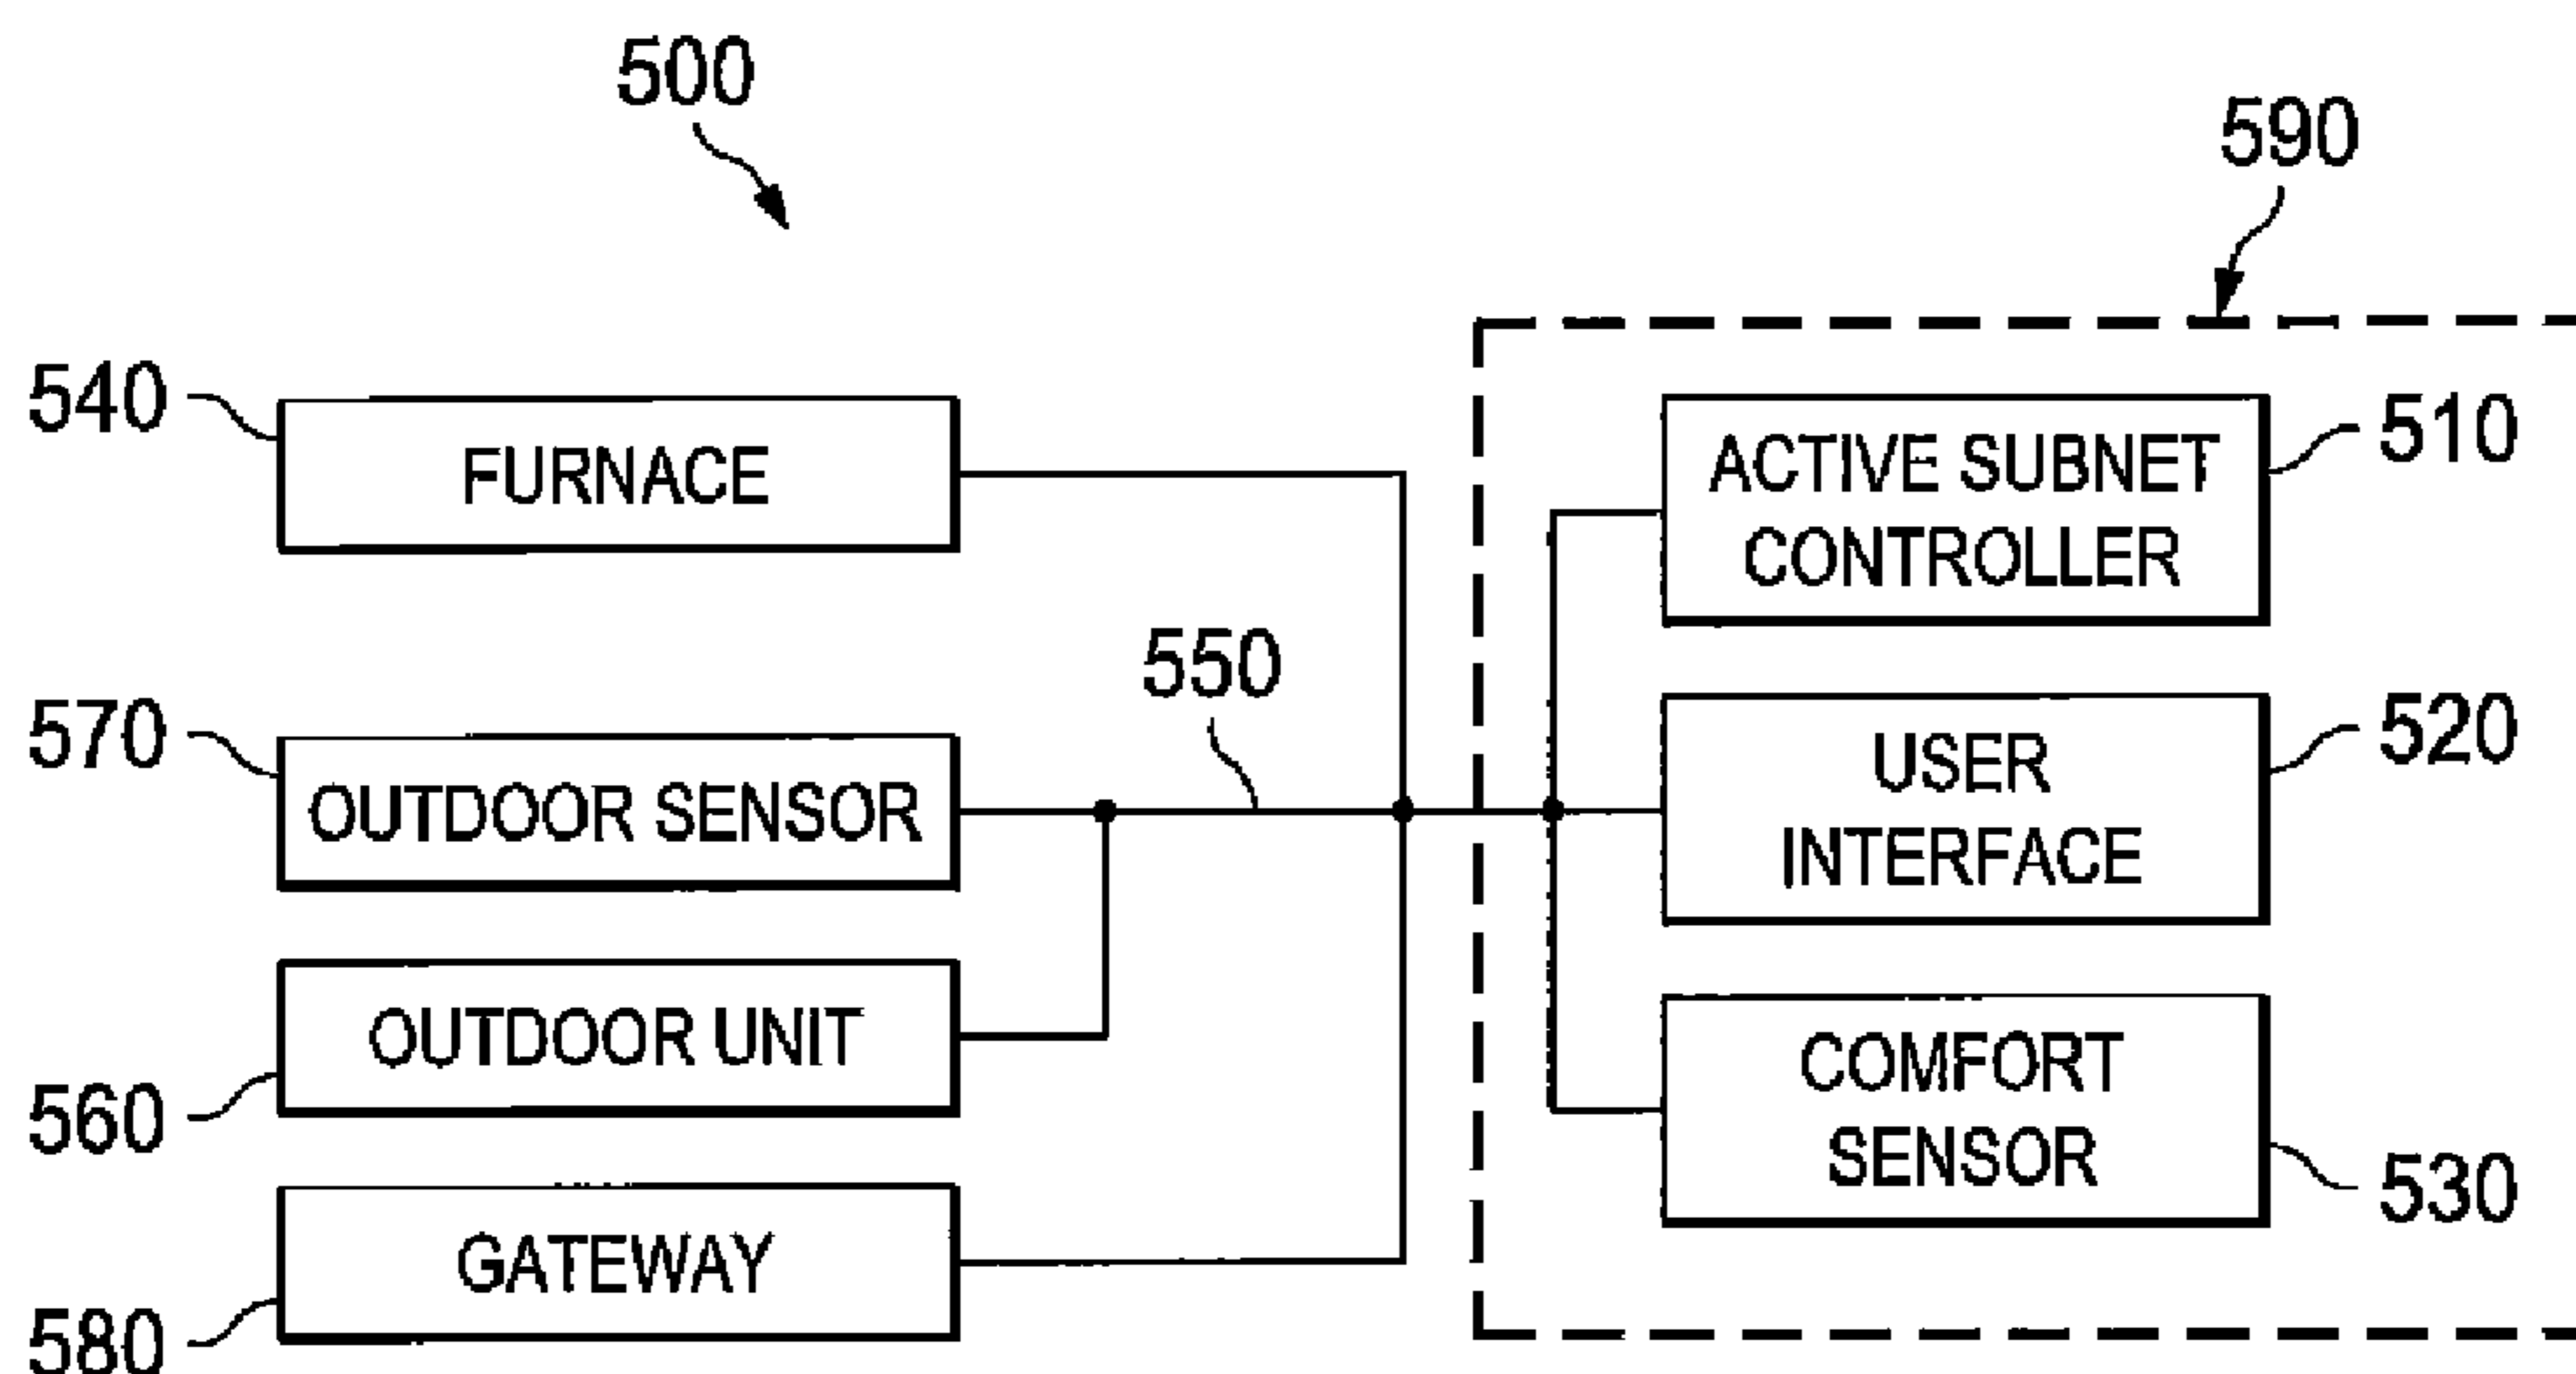 500
590
540
FURNACE
ACTIVE SUBNET
CONTROLLER
510
550
570
OUTDOOR SENSOR
USER
INTERFACE
520
560
OUTDOOR UNIT
COMFORT
SENSOR
530
580
GATEWAY